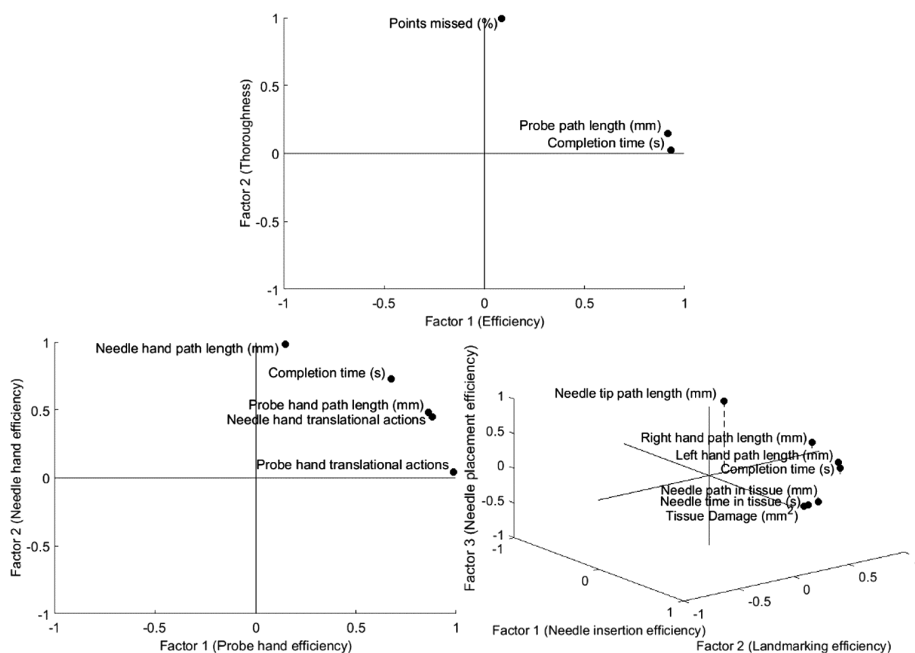 1
Points missed (%)
0.5
Probe path length (mm)
Completion time (s)
0
-0.5
-1
-1
-0.5
0
0.5
1
Factor 2 (Thoroughness)
Factor 1 (Efficiency)
1
Needle hand path length (mm)
Completion time (s)
0.5
Probe hand path length (mm)
Needle hand translational actions
Probe hand translational actions
0
-0.5
-1
-1
-0.5
0
0.5
1
Factor 2 (Needle hand efficiency)
Factor 1 (Probe hand efficiency)
Needle tip path length (mm)
1
0.5
Right hand path length (mm)
Left hand path length (mm)
0
Completion time (s)
Needle path in tissue (mm)
-0.5
Needle time in tissue (s)
Tissue Damage (mm²)
-1
-1
0
1
-1
-0.5
0
0.5
Factor 3 (Needle placement efficiency)
Factor 1 (Needle insertion efficiency)
Factor 2 (Landmarking efficiency)